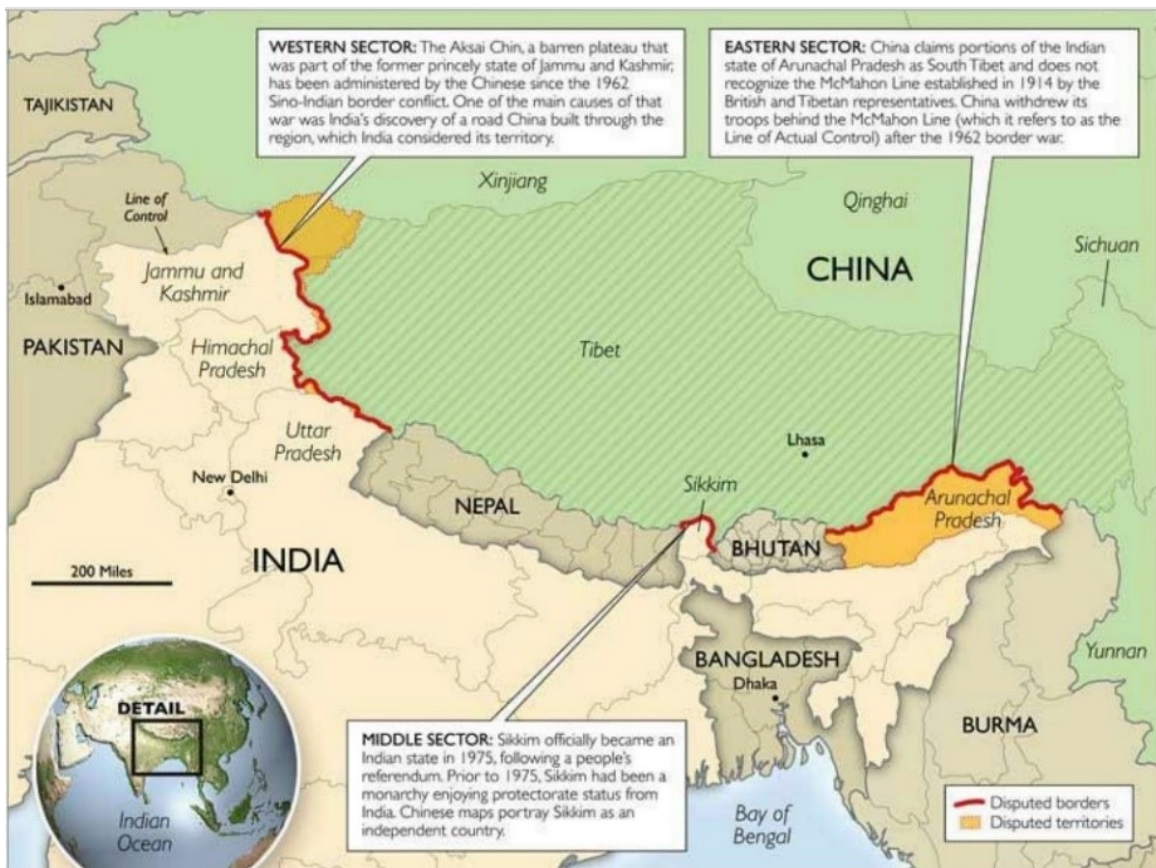 WESTERN SECTOR: The Aksai Chin, a barren plateau that
was part of the former princely state of Jammu and Kashmir,
has been administered by the Chinese since the 1962
Sino-Indian border conflict. One of the main causes of that
war was India's discovery of a road China built through the
region, which India considered its territory.
EASTERN SECTOR: China claims portions of the Indian
state of Arunachal Pradesh as South Tibet and does not
recognize the McMahon Line established in 1914 by the
British and Tibetan representatives. China withdrew its
troops behind the McMahon Line (which it refers to as the
Line of Actual Control) after the 1962 border war.
TAJIKISTAN
Xinjiang
Qinghai
Sichuan
Line of
Control
CHINA
Jammu and
Kashmir
Islamabad
PAKISTAN
Himachal
Pradesh
Tibet
Uttar
Pradesh
Lhasa
New Delhi
Sikkim
NEPAL
Arunachal
Pradesh
BHUTAN
INDIA
200 Miles
Yunnan
BANGLADESH
Dhaka
DETAIL
BURMA
MIDDLE SECTOR: Sikkim officially became an
Indian state in 1975, following a people's
referendum. Prior to 1975, Sikkim had been a
monarchy enjoying protectorate status from
India. Chinese maps portray Sikkim as an
independent country.
Indian
Ocean
Bay of
Bengal
Disputed borders
Disputed territories